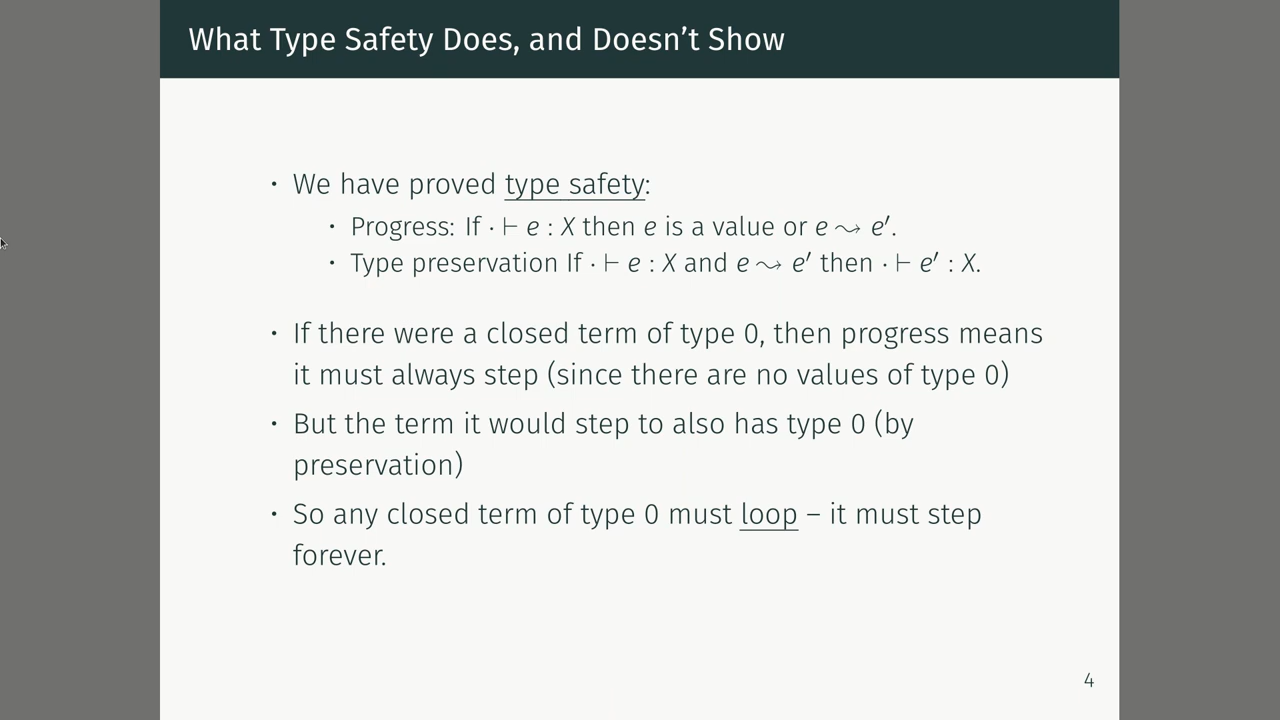 What Type Safety Does, and Doesn’t Show
• We have proved type safety:
• Progress: If · ⊢ e : X then e is a value or e ⇝ e′.
• Type preservation If · ⊢ e : X and e ⇝ e′ then · ⊢ e′ : X.
• If there were a closed term of type 0, then progress means
it must always step (since there are no values of type 0)
• But the term it would step to also has type 0 (by
preservation)
• So any closed term of type 0 must loop – it must step
forever.
4